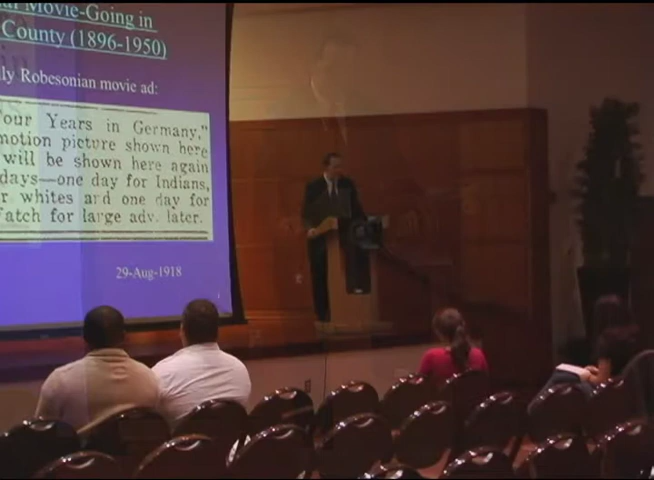 Movie-Going in
County (1896-1950)
Robesonian movie ad:
our Years in Germany,"
motion picture shown here
will be shown here again
days—one day for Indians,
whites and one day for
atch for large adv. later.
29-Aug-1918